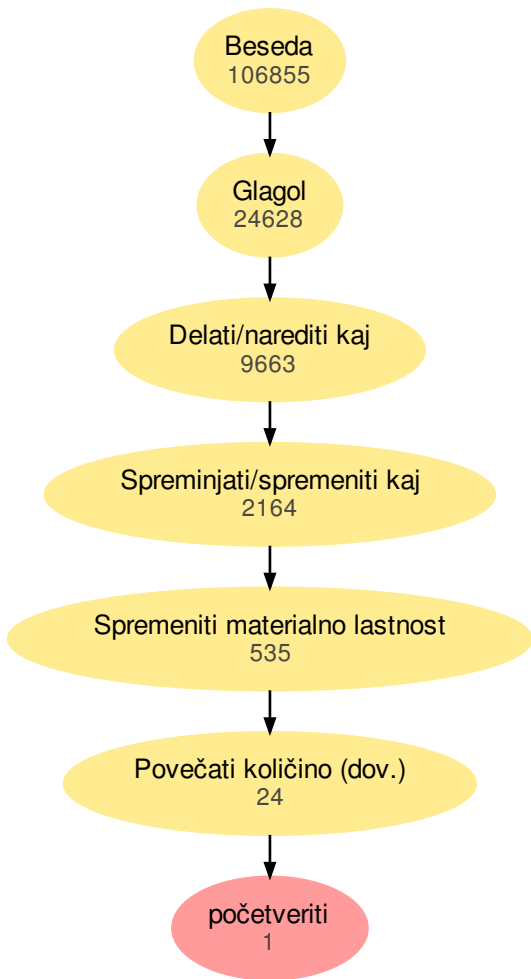 Beseda
106855
Glagol
24628
Delati/narediti kaj
9663
Spreminjati/spremeniti kaj
2164
Spremeniti materialno lastnost
535
Povečati količino (dov.)
24
početveriti
1